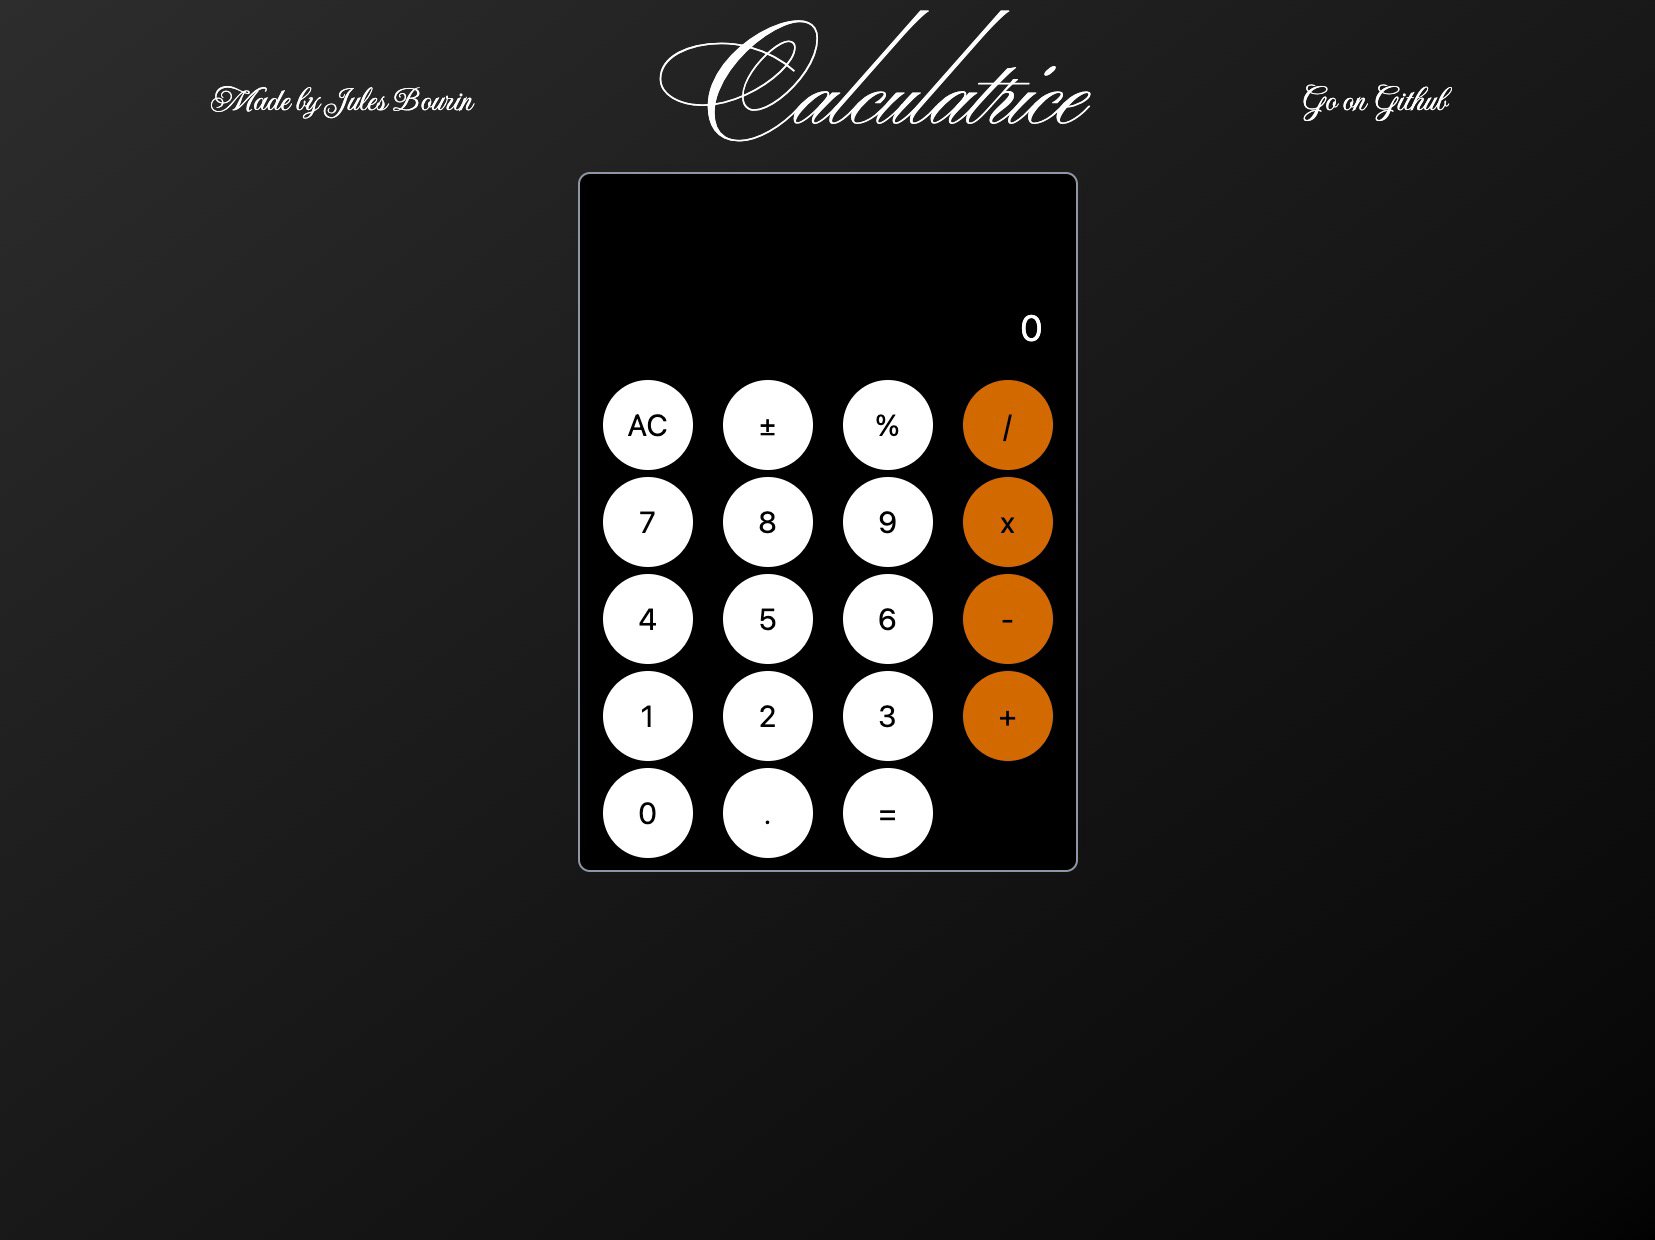 Made by Jules Bourin
Calculatrice
Go on Github
0
AC ± % /
7 8 9 x
4 5 6 -
1 2 3 +
0 . =